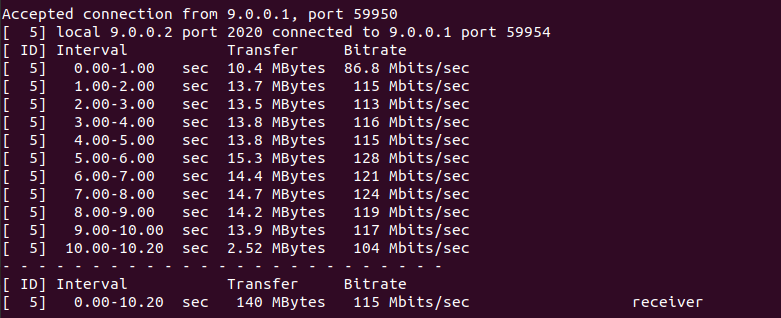 Accepted connection from 9.0.0.1, port 59950
[  5] local 9.0.0.2 port 2020 connected to 9.0.0.1 port 59954
[ ID] Interval           Transfer     Bitrate
[  5]   0.00-1.00   sec  10.4 MBytes  86.8 Mbits/sec
[  5]   1.00-2.00   sec  13.7 MBytes   115 Mbits/sec
[  5]   2.00-3.00   sec  13.5 MBytes   113 Mbits/sec
[  5]   3.00-4.00   sec  13.8 MBytes   116 Mbits/sec
[  5]   4.00-5.00   sec  13.8 MBytes   115 Mbits/sec
[  5]   5.00-6.00   sec  15.3 MBytes   128 Mbits/sec
[  5]   6.00-7.00   sec  14.4 MBytes   121 Mbits/sec
[  5]   7.00-8.00   sec  14.7 MBytes   124 Mbits/sec
[  5]   8.00-9.00   sec  14.2 MBytes   119 Mbits/sec
[  5]   9.00-10.00  sec  13.9 MBytes   117 Mbits/sec
[  5]  10.00-10.20  sec  2.52 MBytes   104 Mbits/sec
- - - - - - - - - - - - - - - - - - - - - - - - -
[ ID] Interval           Transfer     Bitrate
[  5]   0.00-10.20  sec   140 MBytes   115 Mbits/sec                  receiver